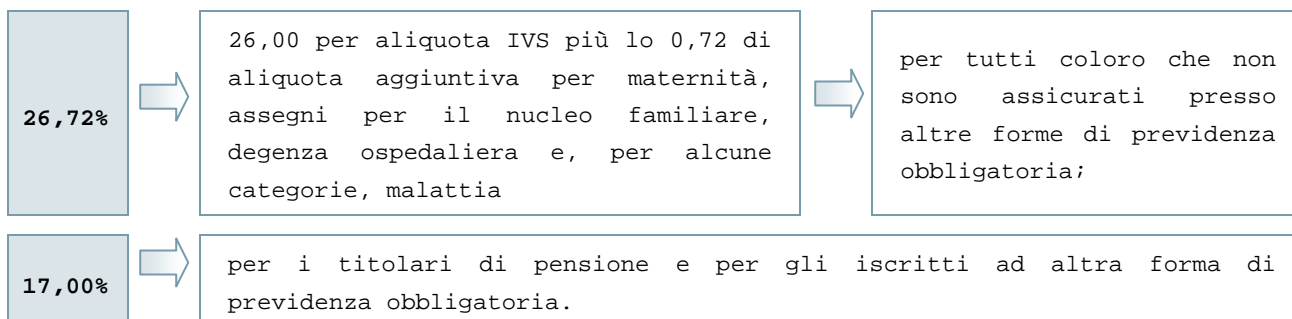 26,72%
26,00 per aliquota IVS più lo 0,72 di
aliquota aggiuntiva per maternità,
assegni per il nucleo familiare,
degenza ospedaliera e, per alcune
categorie, malattia
per tutti coloro che non
sono assicurati presso
altre forme di previdenza
obbligatoria;
17,00%
per i titolari di pensione e per gli iscritti ad altra forma di
previdenza obbligatoria.